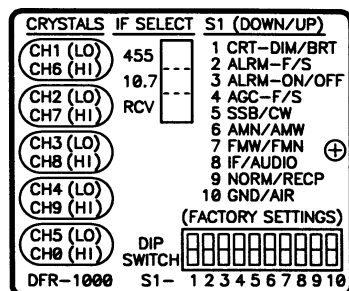 CRYSTALS IF SELECT S1 (DOWN/UP)
CH1 (LO)
CH6 (HI)
CH2 (LO)
CH7 (HI)
CH3 (LO)
CH8 (HI)
CH4 (LO)
CH9 (HI)
CH5 (LO)
CH0 (HI)
455
10.7
RCV
1 CRT-DIM/BRT
2 ALRM-F/S
3 ALRM-ON/OFF
4 AGC-F/S
5 SSB/CW
6 AMN/AMW
7 FMW/FMN
8 IF/AUDIO
9 NORM/RECP
10 GND/AIR
(FACTORY SETTINGS)
DIP
SWITCH
DFR-1000 S1- 1 2 3 4 5 6 7 8 9 10